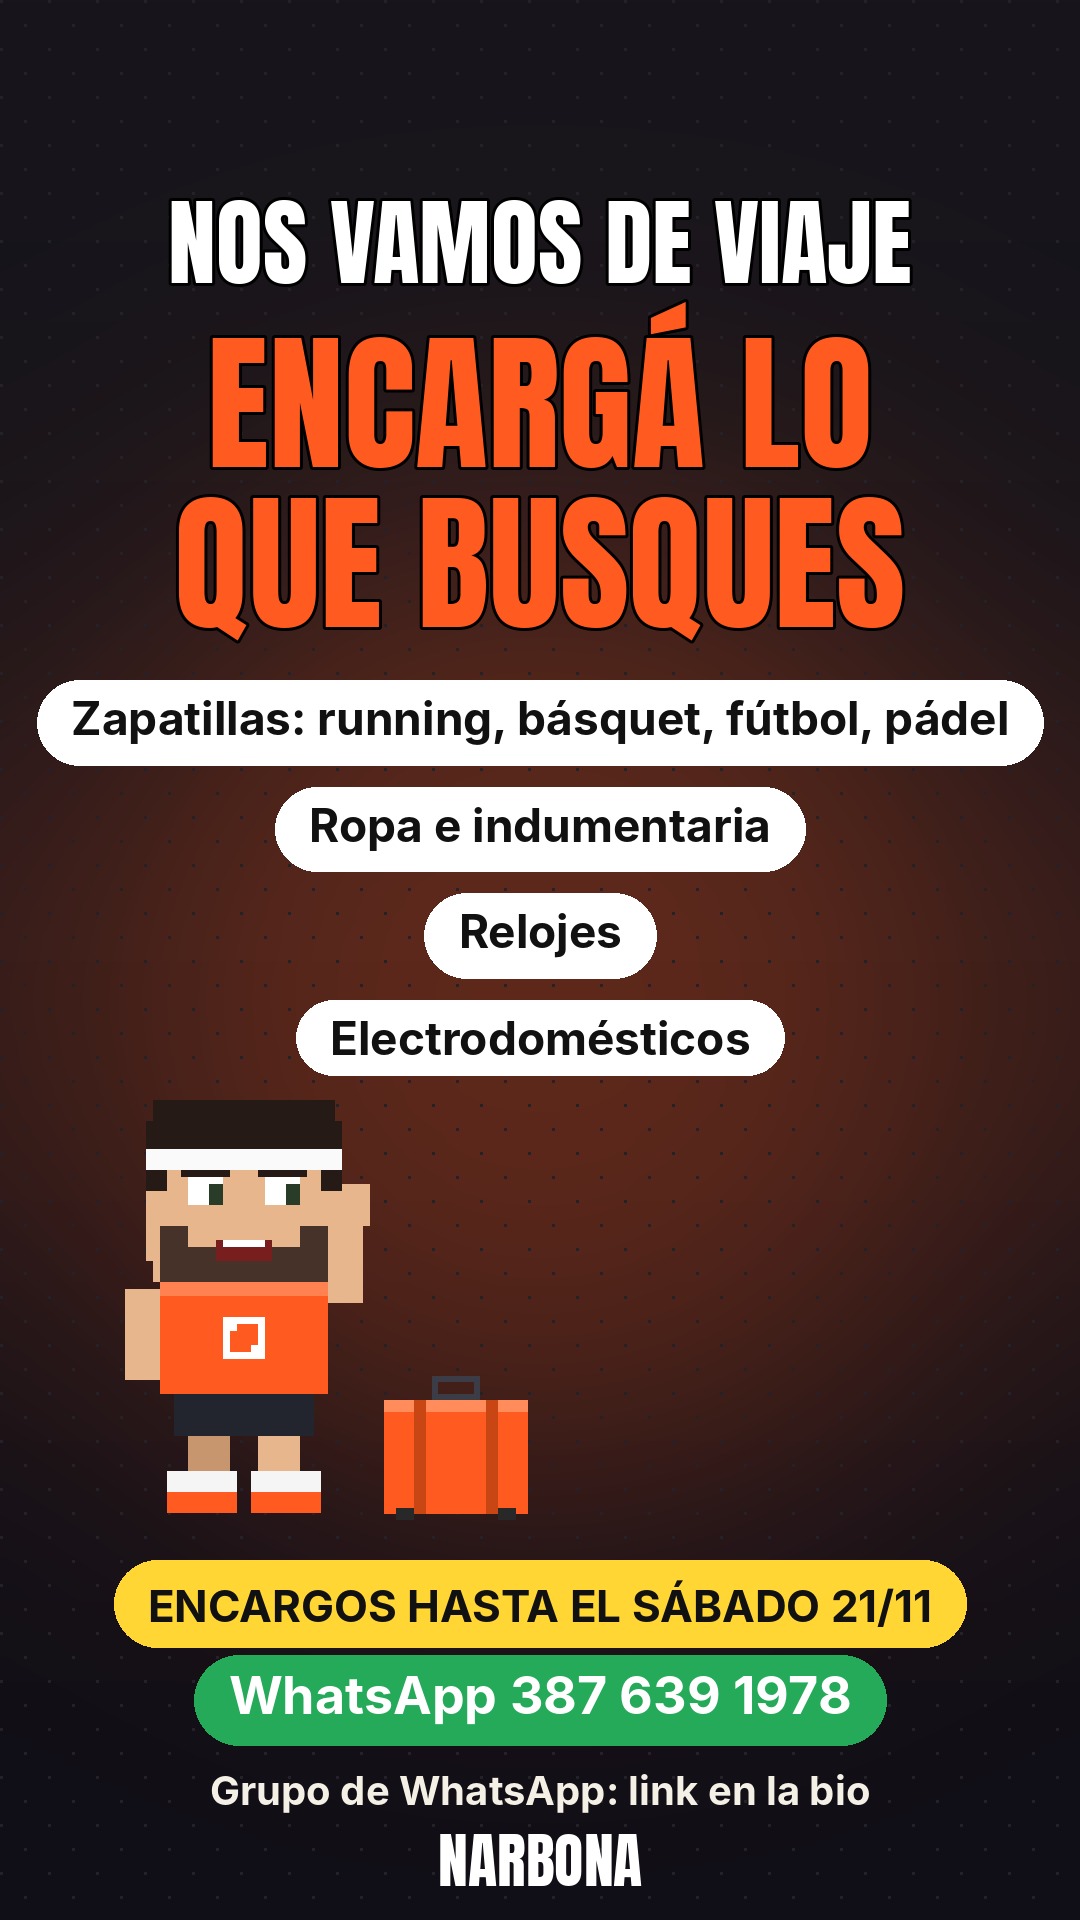 NOS VAMOS DE VIAJE
ENCARGÁ LO
QUE BUSQUES
Zapatillas: running, básquet, fútbol, pádel
Ropa e indumentaria
Relojes
Electrodomésticos
ENCARGOS HASTA EL SÁBADO 21/11
WhatsApp 387 639 1978
Grupo de WhatsApp: link en la bio
NARBONA